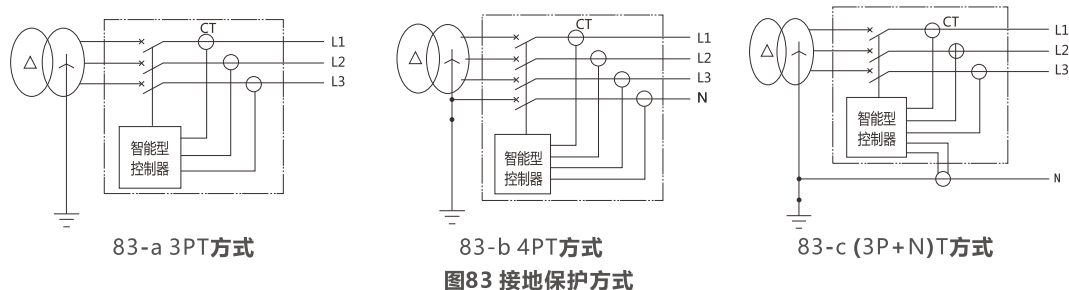 CT
L1
L2
L3
智能型
控制器
83-a 3PT方式
CT
L1
L2
L3
N
智能型
控制器
83-b 4PT方式
CT
L1
L2
L3
智能型
控制器
N
83-c (3P+N)T方式
图83 接地保护方式